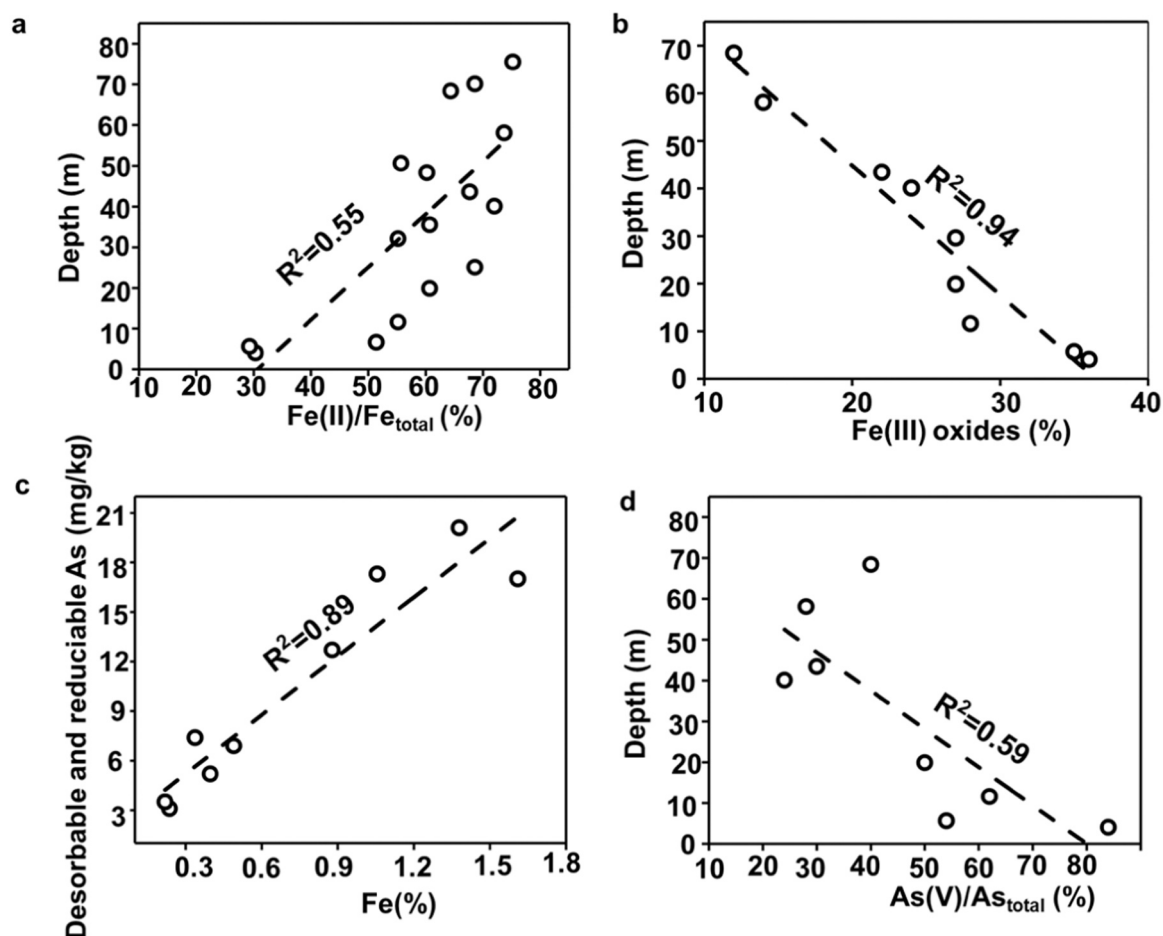 a
80
70
60
50
40
30
20
10
0
Depth (m)
R²=0.55
10 20 30 40 50 60 70 80
Fe(II)/Fetotal (%)
b
70
60
50
40
30
20
10
0
Depth (m)
R²=0.94
10 20 30 40
Fe(III) oxides (%)
c
21
18
15
12
9
6
3
Desorbable and reduciable As (mg/kg)
R²=0.89
0.3 0.6 0.9 1.2 1.5 1.8
Fe(%)
d
80
70
60
50
40
30
20
10
0
Depth (m)
R²=0.59
10 20 30 40 50 60 70 80
As(V)/Astotal (%)